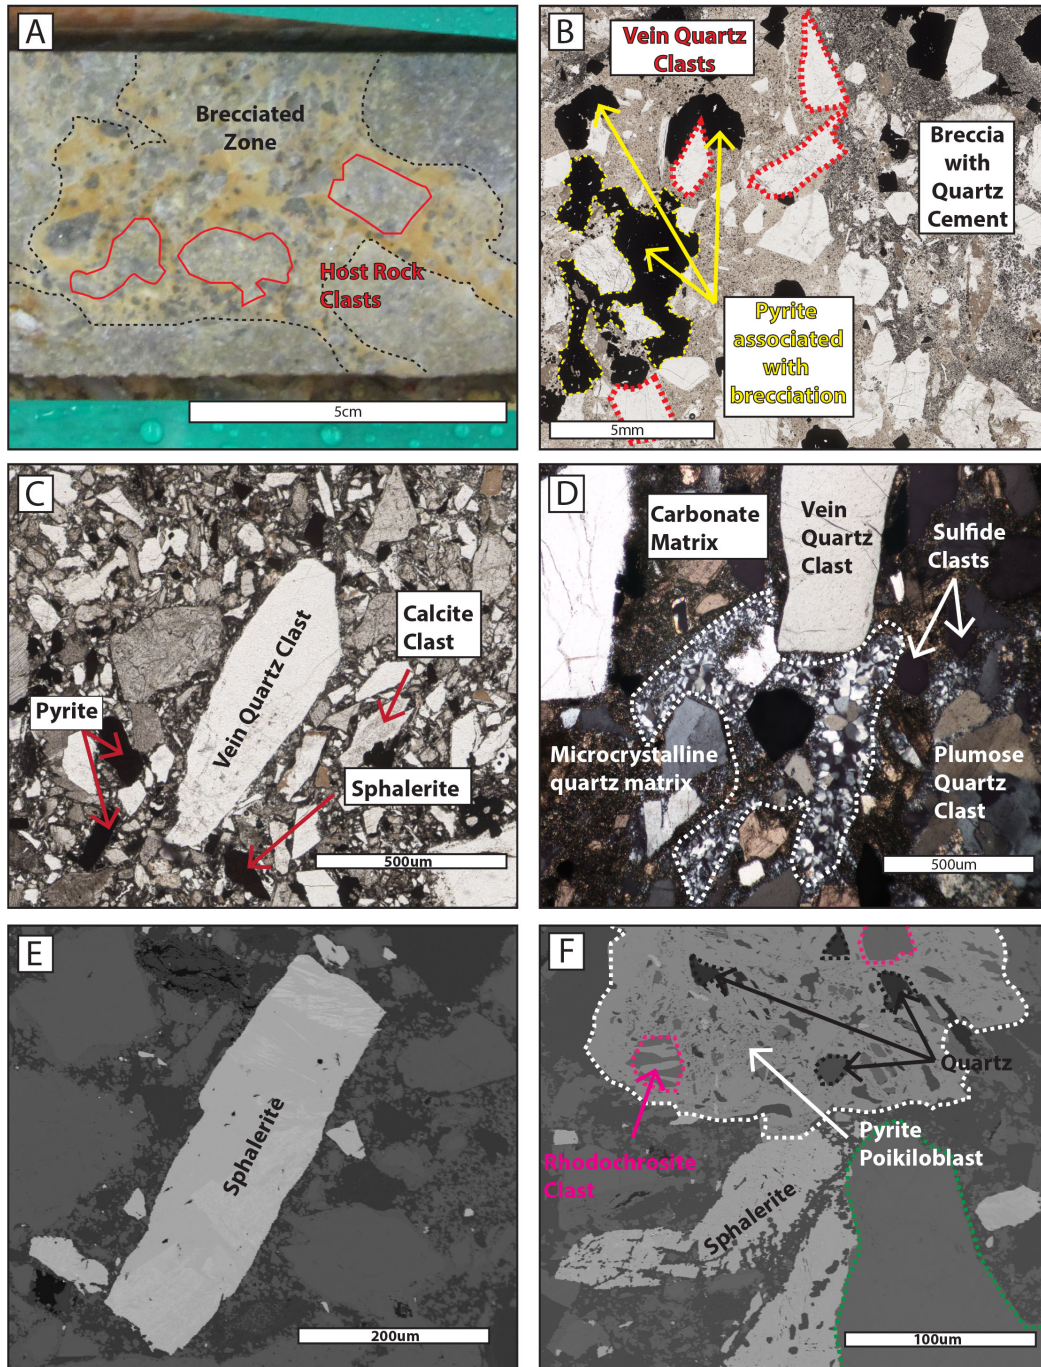 A
Brecciated
Zone
Host Rock
Clasts
5cm
B
Vein Quartz
Clasts
Breccia
with
Quartz
Cement
Pyrite
associated
with
brecciation
5mm
C
Vein Quartz Clast
Calcite
Clast
Pyrite
Sphalerite
500um
D
Carbonate
Matrix
Vein
Quartz
Clast
Sulfide
Clasts
Microcrystalline
quartz matrix
Plumose
Quartz
Clast
500um
E
Sphalerite
200um
F
Quartz
Pyrite
Poikiloblast
Rhodochrosite
Clast
Sphalerite
100um